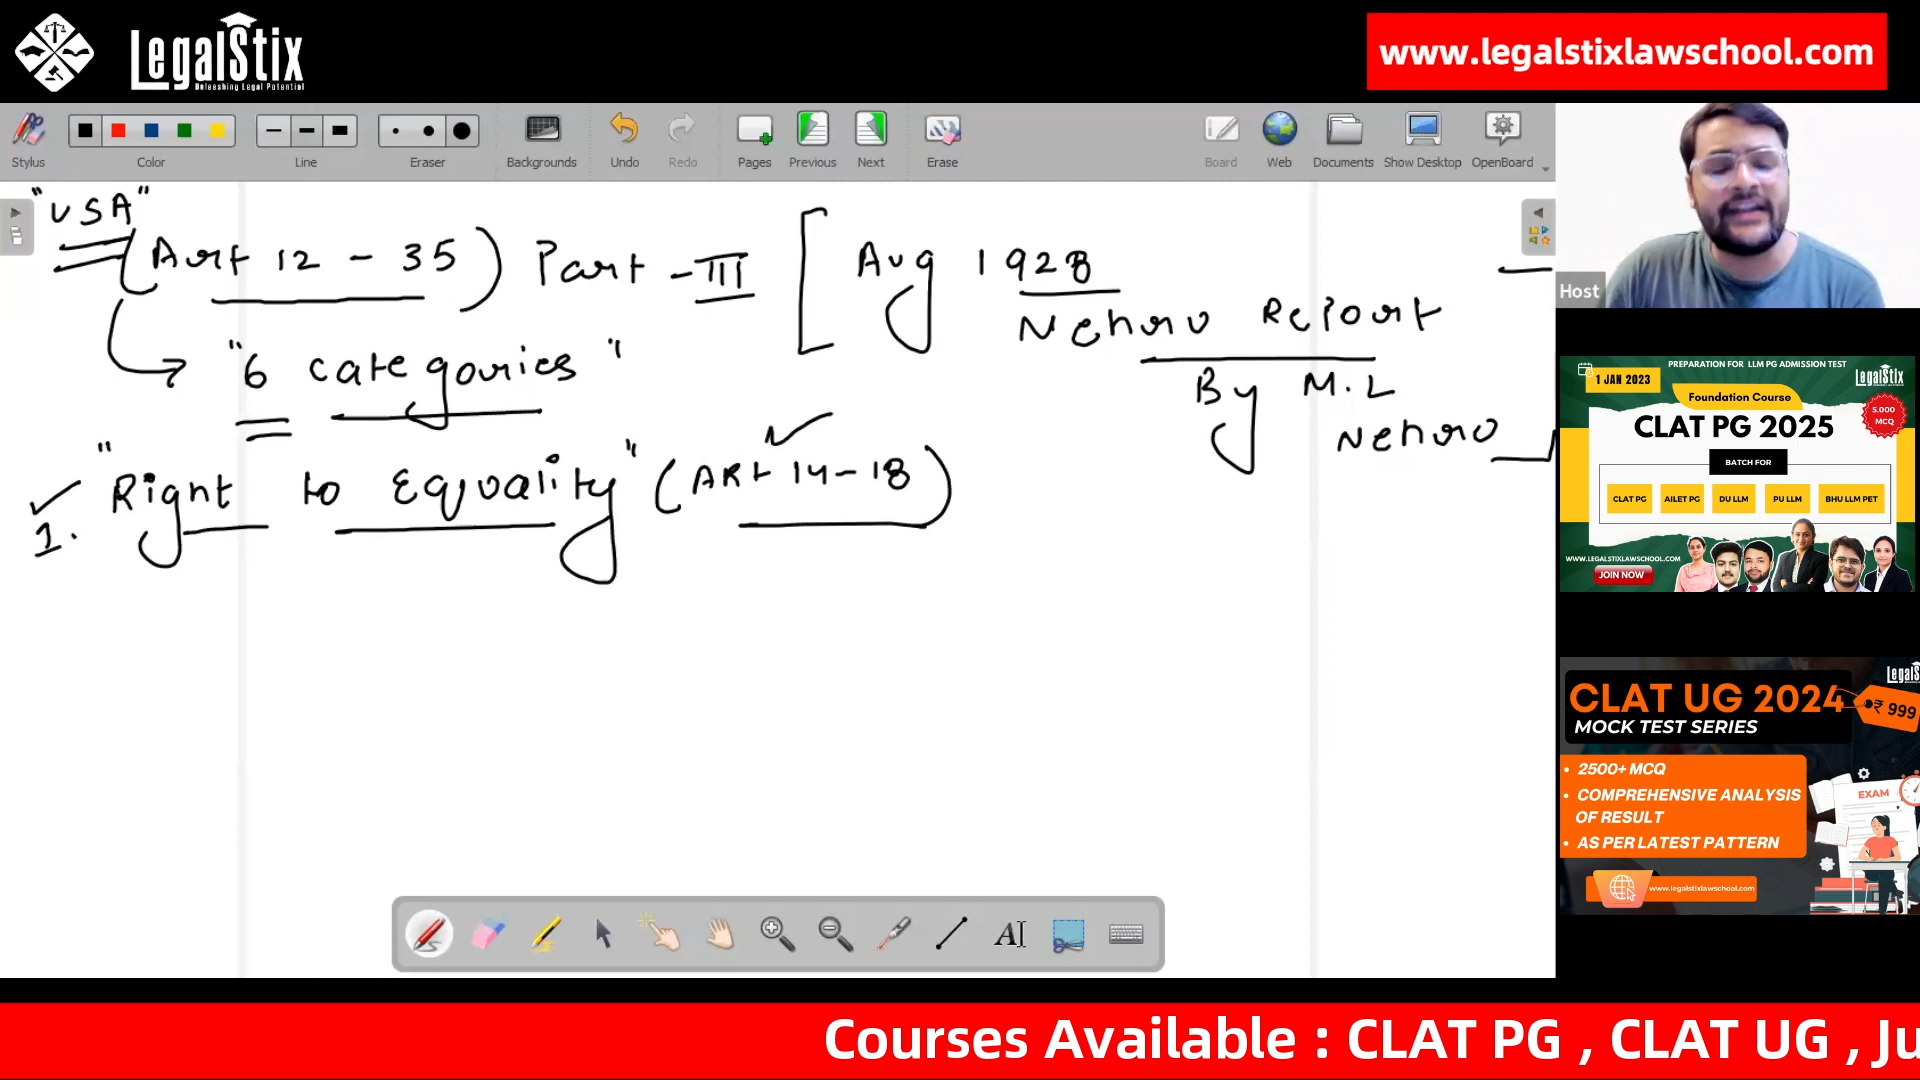 LegalStix
Unleashing Legal Potential
www.legalstixlawschool.com
Stylus
Color
Line
Eraser
Backgrounds
Undo
Redo
Pages
Previous
Next
Erase
Board
Web
Documents
Show Desktop
OpenBoard
"USA"
(Art 12 - 35) Part - III
"6 categories"
[Aug 1928
Nehru Report
By M.L
Nehru
1. "Right to Equality" (ART 14-18)
Host
PREPARATION FOR LLM PG ADMISSION TEST
1 JAN 2023
LegalStix
Foundation Course
5,000
MCQ
CLAT PG 2025
BATCH FOR
CLAT PG
AILET PG
DU LLM
PU LLM
BHU LLM PET
WWW.LEGALSTIXLAWSCHOOL.COM
JOIN NOW
LegalS
CLAT UG 2024
₹ 999
MOCK TEST SERIES
• 2500+ MCQ
• COMPREHENSIVE ANALYSIS
OF RESULT
• AS PER LATEST PATTERN
EXAM
www.legalstixlawschool.com
AI
Courses Available : CLAT PG , CLAT UG , Ju